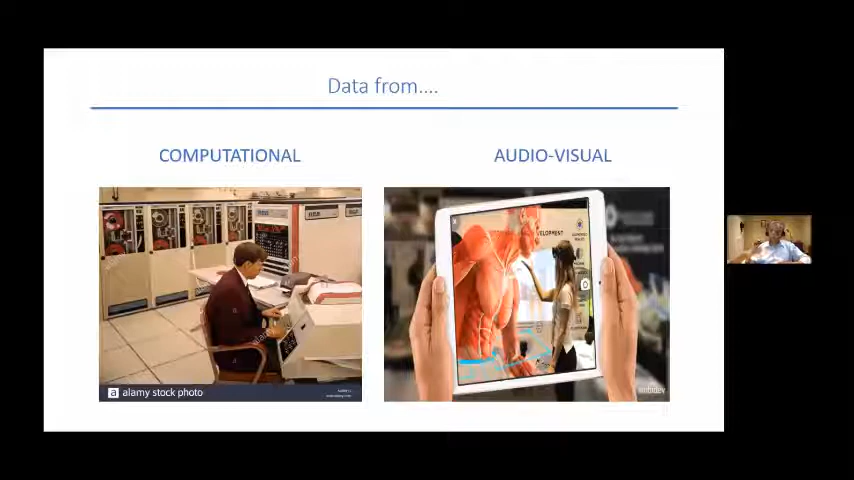 Data from....
COMPUTATIONAL
AUDIO-VISUAL
a alamy stock photo